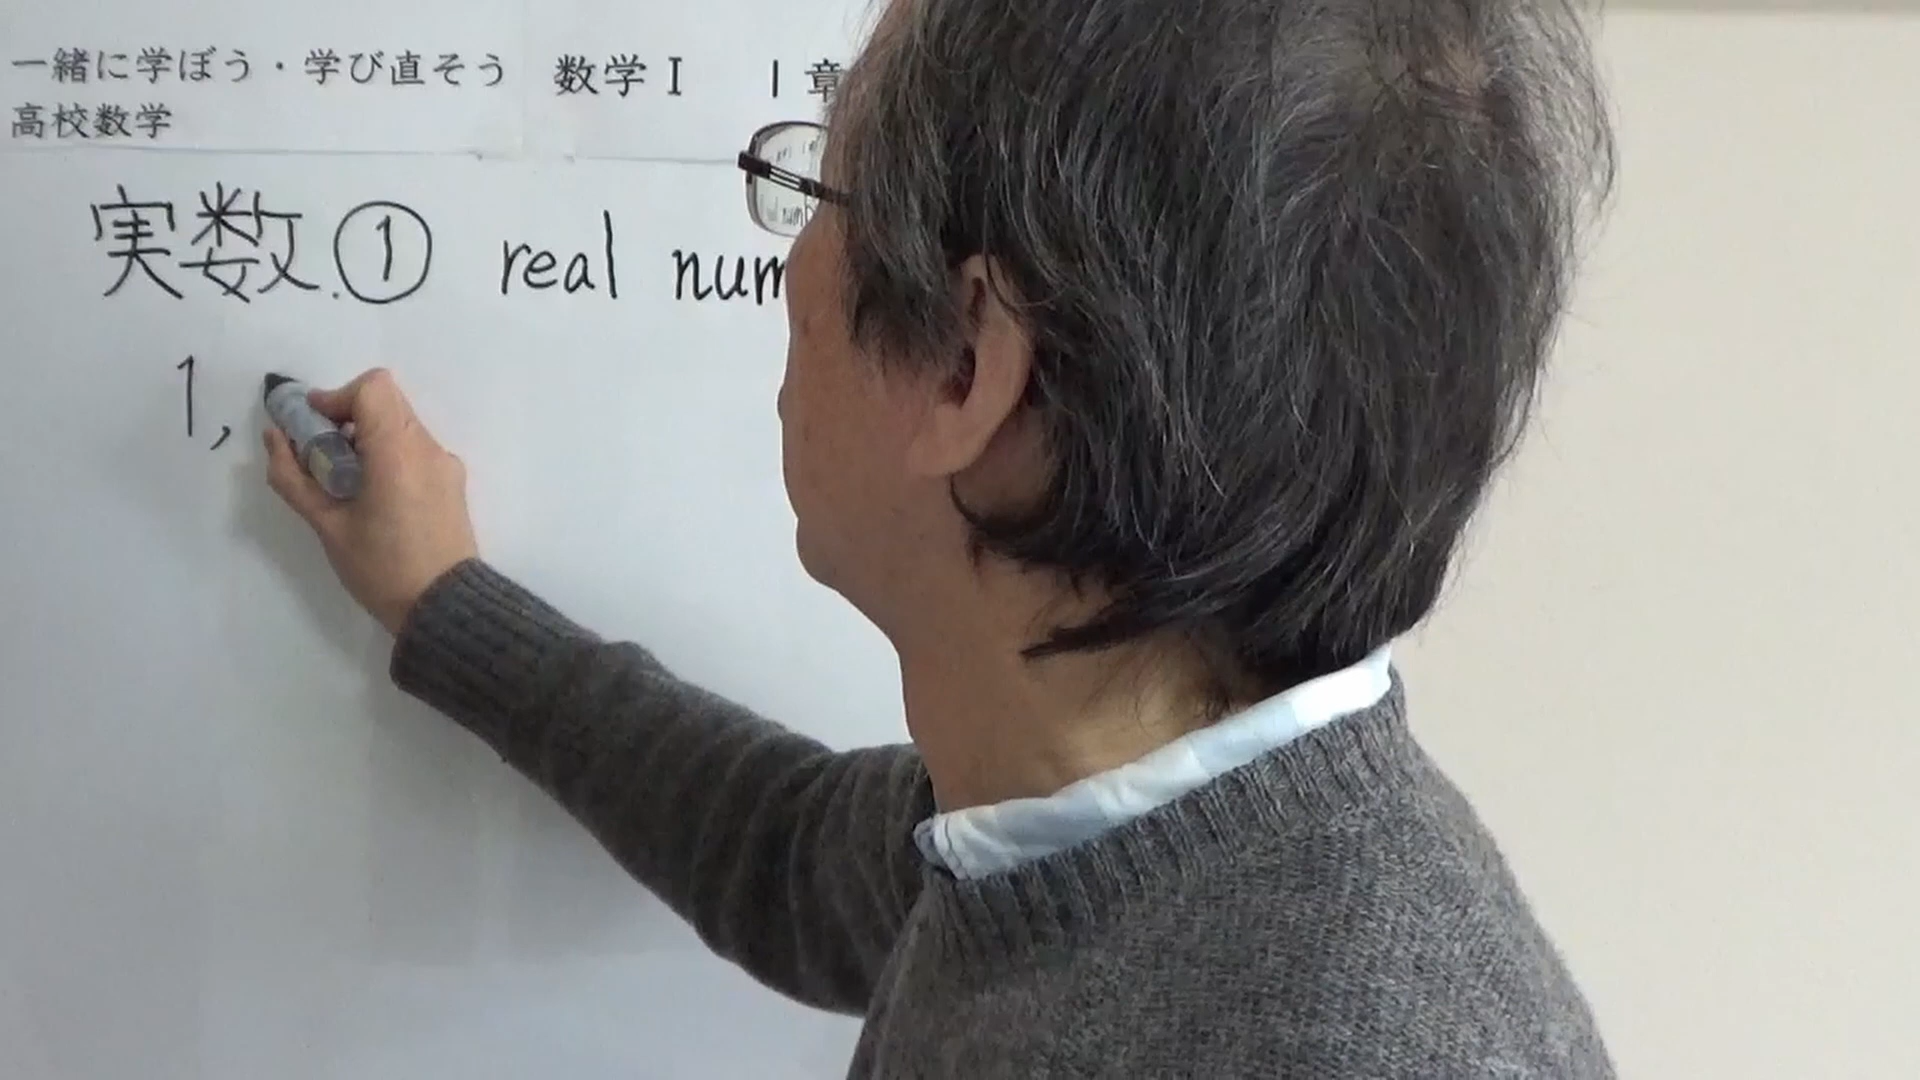 一緒に学ぼう・学び直そう 数学Ⅰ 1章
高校数学
実数.① real num
1,